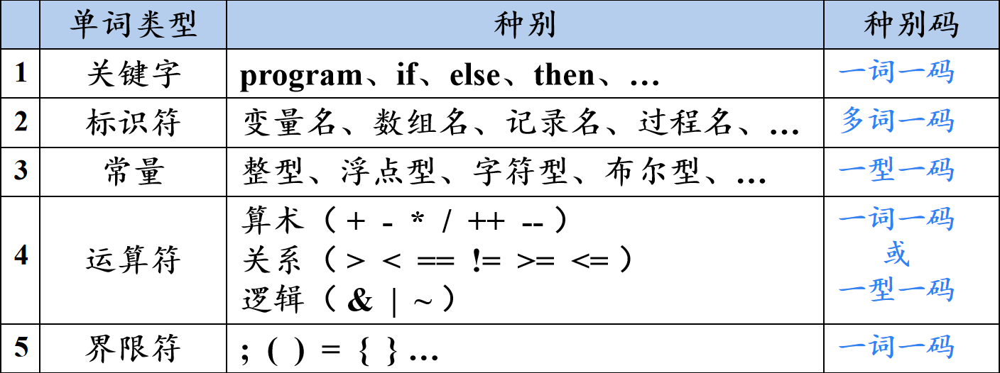 单词类型 种别 种别码
1 关键字 program、if、else、then、… 一词一码
2 标识符 变量名、数组名、记录名、过程名、… 多词一码
3 常量 整型、浮点型、字符型、布尔型、… 一型一码
4 运算符 算术（ + - * / ++ -- ） 一词一码
关系（ > < == != >= <= ） 或
逻辑（ & | ~ ） 一型一码
5 界限符 ; ( ) = { } … 一词一码